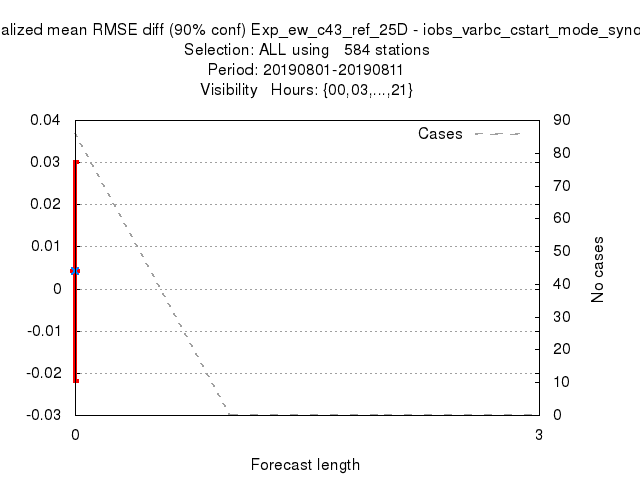 alized mean RMSE diff (90% conf) Exp_ew_c43_ref_25D - iobs_varbc_cstart_mode_syno
Selection: ALL using 584 stations
Period: 20190801-20190811
Visibility Hours: {00,03,...,21}
Cases
0.04
0.03
0.02
0.01
0
-0.01
-0.02
-0.03
90
80
70
60
50
40
30
20
10
0
No cases
0
3
Forecast length